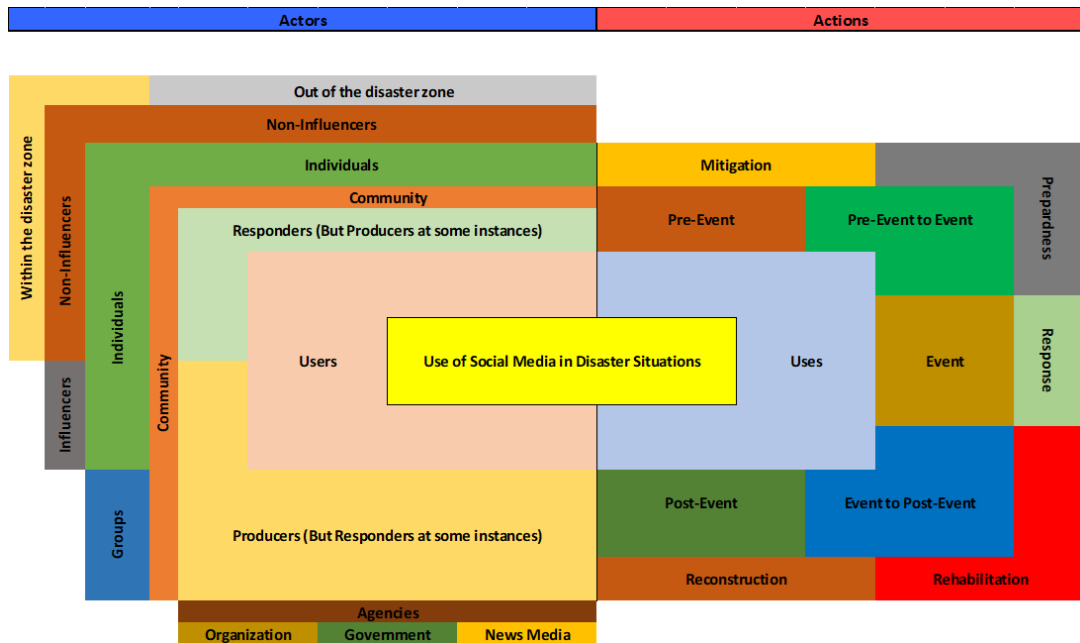 Actors
Actions
Out of the disaster zone
Within the disaster zone
Non-Influencers
Non-Influencers
Individuals
Individuals
Mitigation
Community
Community
Responders (But Producers at some instances)
Pre-Event
Pre-Event to Event
Prepardness
Users
Use of Social Media in Disaster Situations
Uses
Event
Response
Influencers
Groups
Producers (But Responders at some instances)
Post-Event
Event to Post-Event
Reconstruction
Rehabilitation
Agencies
Organization
Government
News Media